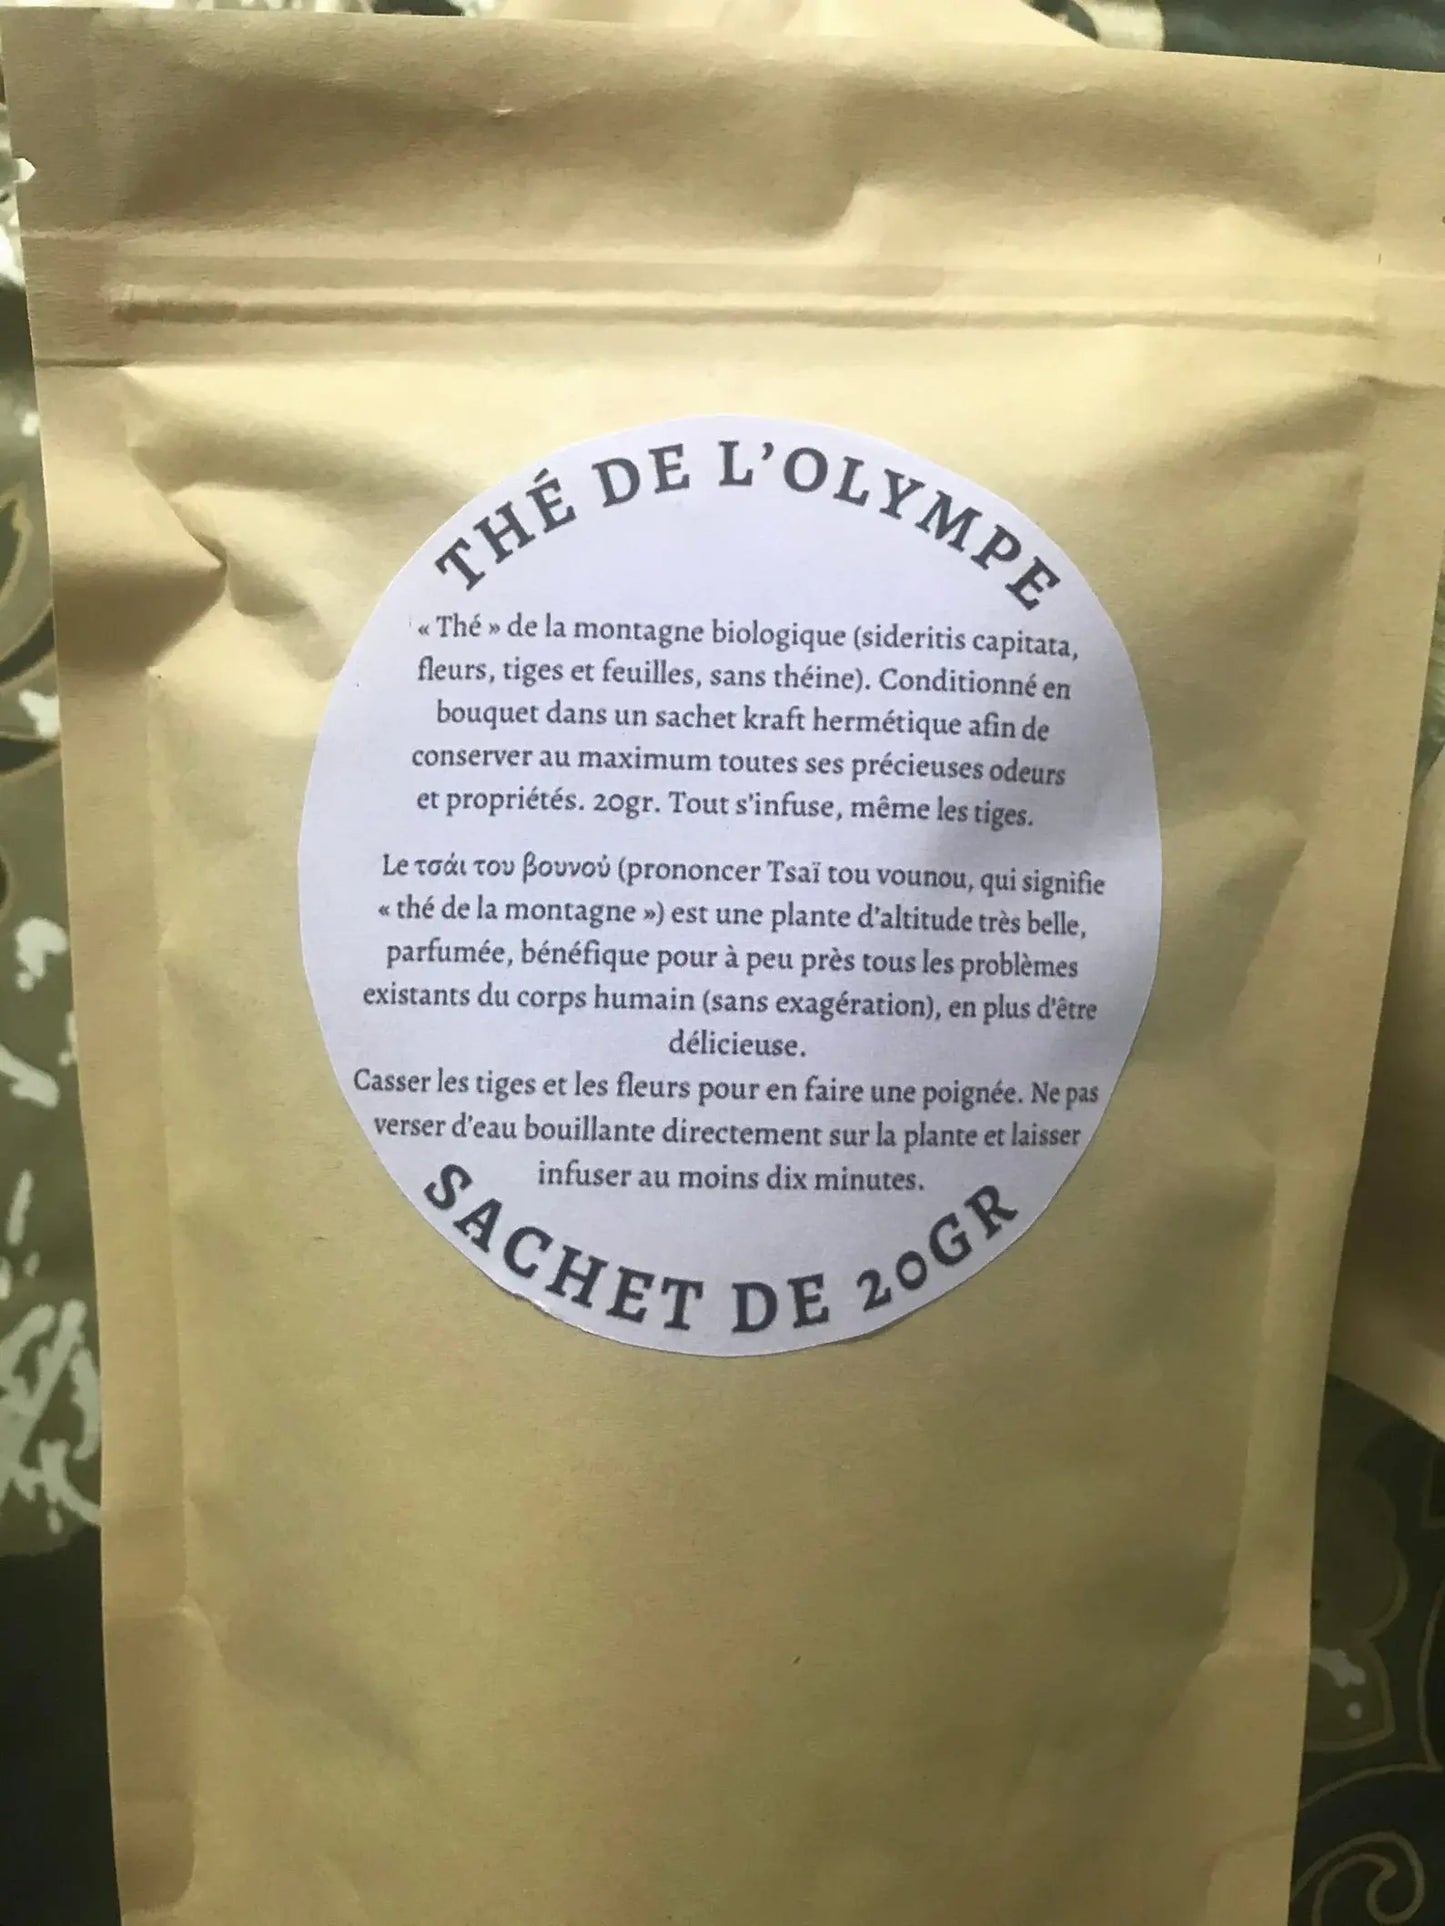 THÉ DE L'OLYMPE
« Thé » de la montagne biologique (sideritis capitata,
fleurs, tiges et feuilles, sans théine). Conditionné en
bouquet dans un sachet kraft hermétique afin de
conserver au maximum toutes ses précieuses odeurs
et propriétés. 20gr. Tout s'infuse, même les tiges.
Le τσάι του βουνού (prononcer Tsaï tou vounou, qui signifie
« thé de la montagne ») est une plante d'altitude très belle,
parfumée, bénéfique pour à peu près tous les problèmes
existants du corps humain (sans exagération), en plus d'être
délicieuse.
Casser les tiges et les fleurs pour en faire une poignée. Ne pas
verser d'eau bouillante directement sur la plante et laisser
infuser au moins dix minutes.
SACHET DE 20GR